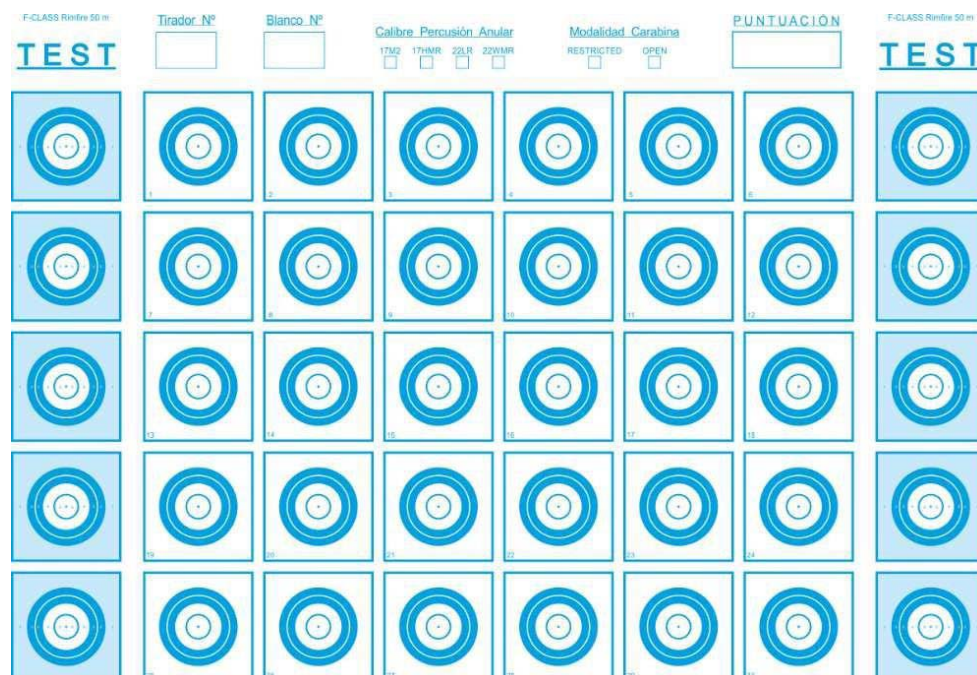 F-CLASS Rimfire 50 m
TEST
Tirador Nº
Blanco Nº
Calibre Percusión Anular
17M2 17HMR 22LR 22WMR
Modalidad Carabina
RESTRICTED OPEN
PUNTUACIÓN
F-CLASS Rimfire 50 m
TEST
1 2 3 4 5 6
7 8 9 10 11 12
13 14 15 16 17 18
19 20 21 22 23 24